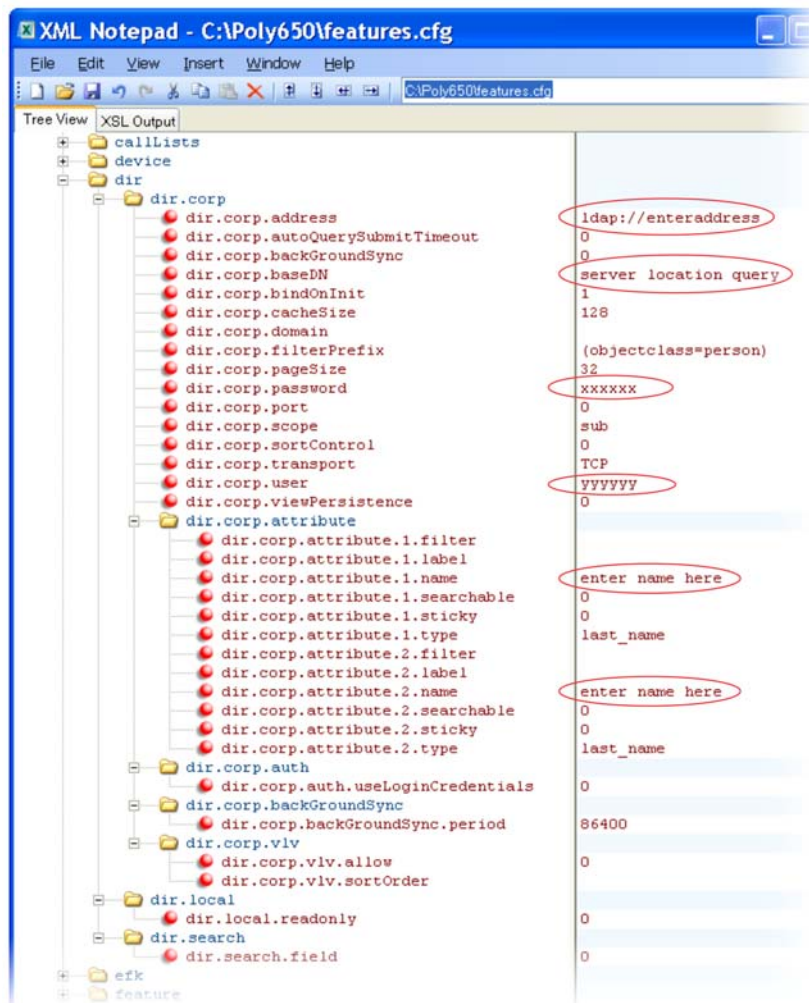 XML Notepad - C:\Poly650\features.cfg
File Edit View Insert Window Help
C:\Poly650\features.cfg
Tree View XSL Output
callLists
device
dir
dir.corp
dir.corp.address ldap://enteraddress
dir.corp.autoQuerySubmitTimeout 0
dir.corp.backGroundSync 0
dir.corp.baseDN server location query
dir.corp.bindOnInit 1
dir.corp.cacheSize 128
dir.corp.domain
dir.corp.filterPrefix (objectclass=person)
dir.corp.pageSize 32
dir.corp.password xxxxxx
dir.corp.port 0
dir.corp.scope sub
dir.corp.sortControl 0
dir.corp.transport TCP
dir.corp.user yyyyyy
dir.corp.viewPersistence 0
dir.corp.attribute
dir.corp.attribute.1.filter
dir.corp.attribute.1.label
dir.corp.attribute.1.name enter name here
dir.corp.attribute.1.searchable 0
dir.corp.attribute.1.sticky 0
dir.corp.attribute.1.type last_name
dir.corp.attribute.2.filter
dir.corp.attribute.2.label
dir.corp.attribute.2.name enter name here
dir.corp.attribute.2.searchable 0
dir.corp.attribute.2.sticky 0
dir.corp.attribute.2.type last_name
dir.corp.auth
dir.corp.auth.useLoginCredentials 0
dir.corp.backGroundSync
dir.corp.backGroundSync.period 86400
dir.corp.vlv
dir.corp.vlv.allow 0
dir.corp.vlv.sortOrder
dir.local
dir.local.readonly 0
dir.search
dir.search.field 0
efk
feature